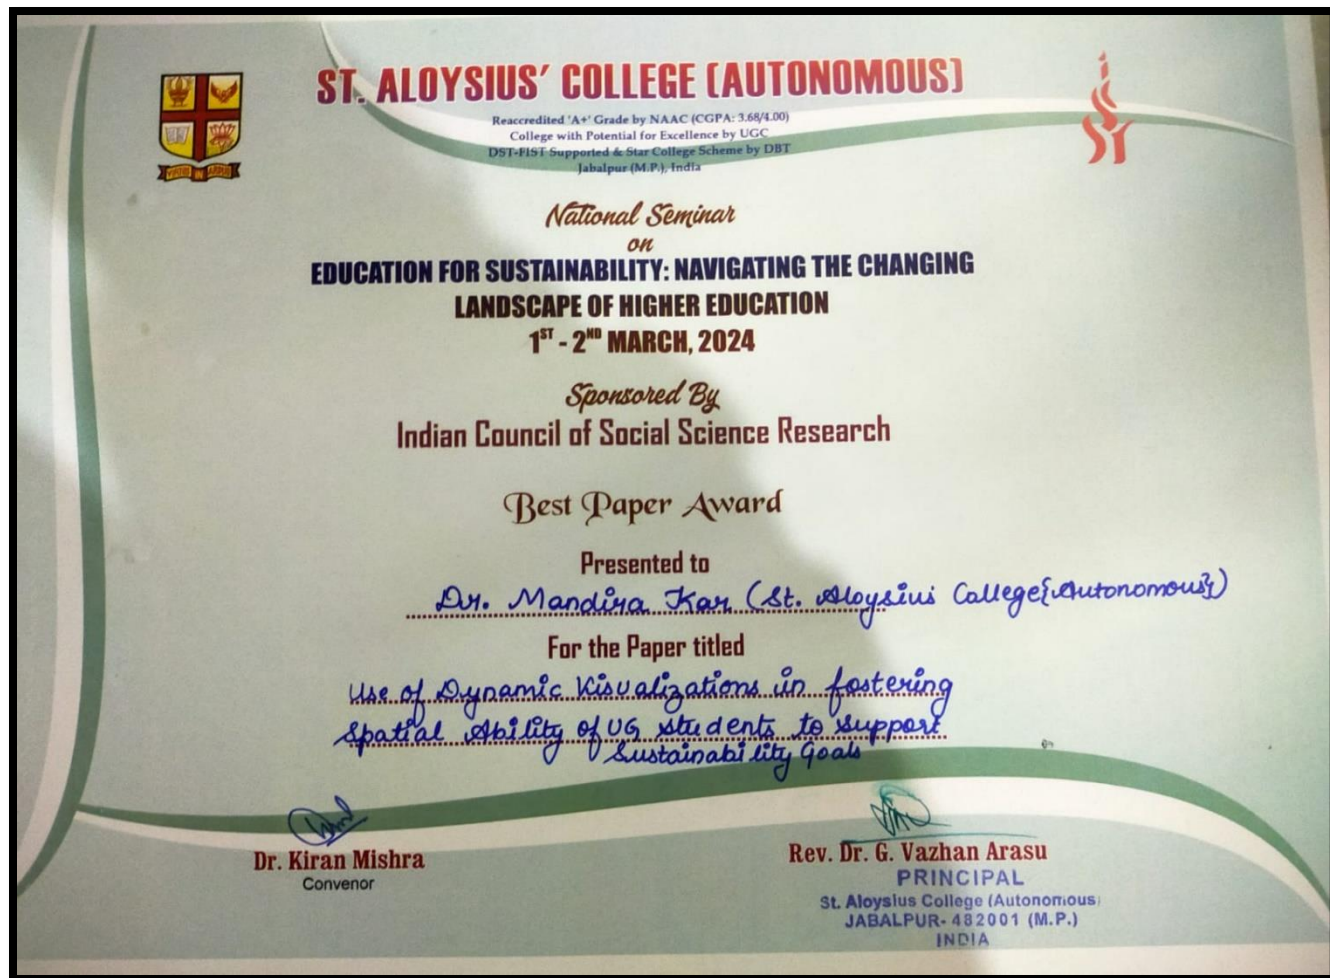 ST. ALOYSIUS' COLLEGE (AUTONOMOUS)
Reaccredited 'A+' Grade by NAAC (CGPA: 3.68/4.00)
College with Potential for Excellence by UGC
DST-FIST Supported & Star College Scheme by DBT
Jabalpur (M.P.), India
National Seminar
on
EDUCATION FOR SUSTAINABILITY: NAVIGATING THE CHANGING
LANDSCAPE OF HIGHER EDUCATION
1ST - 2ND MARCH, 2024
Sponsored By
Indian Council of Social Science Research
Best Paper Award
Presented to
Dr. Mandira Kar (St. Aloysius College{Autonomous})
For the Paper titled
Use of Dynamic Visualizations in fostering
Spatial Ability of UG students to support
Sustainability Goals
Dr. Kiran Mishra
Convenor
Rev. Dr. G. Vazhan Arasu
PRINCIPAL
St. Aloysius College (Autonomous)
JABALPUR- 482001 (M.P.)
INDIA